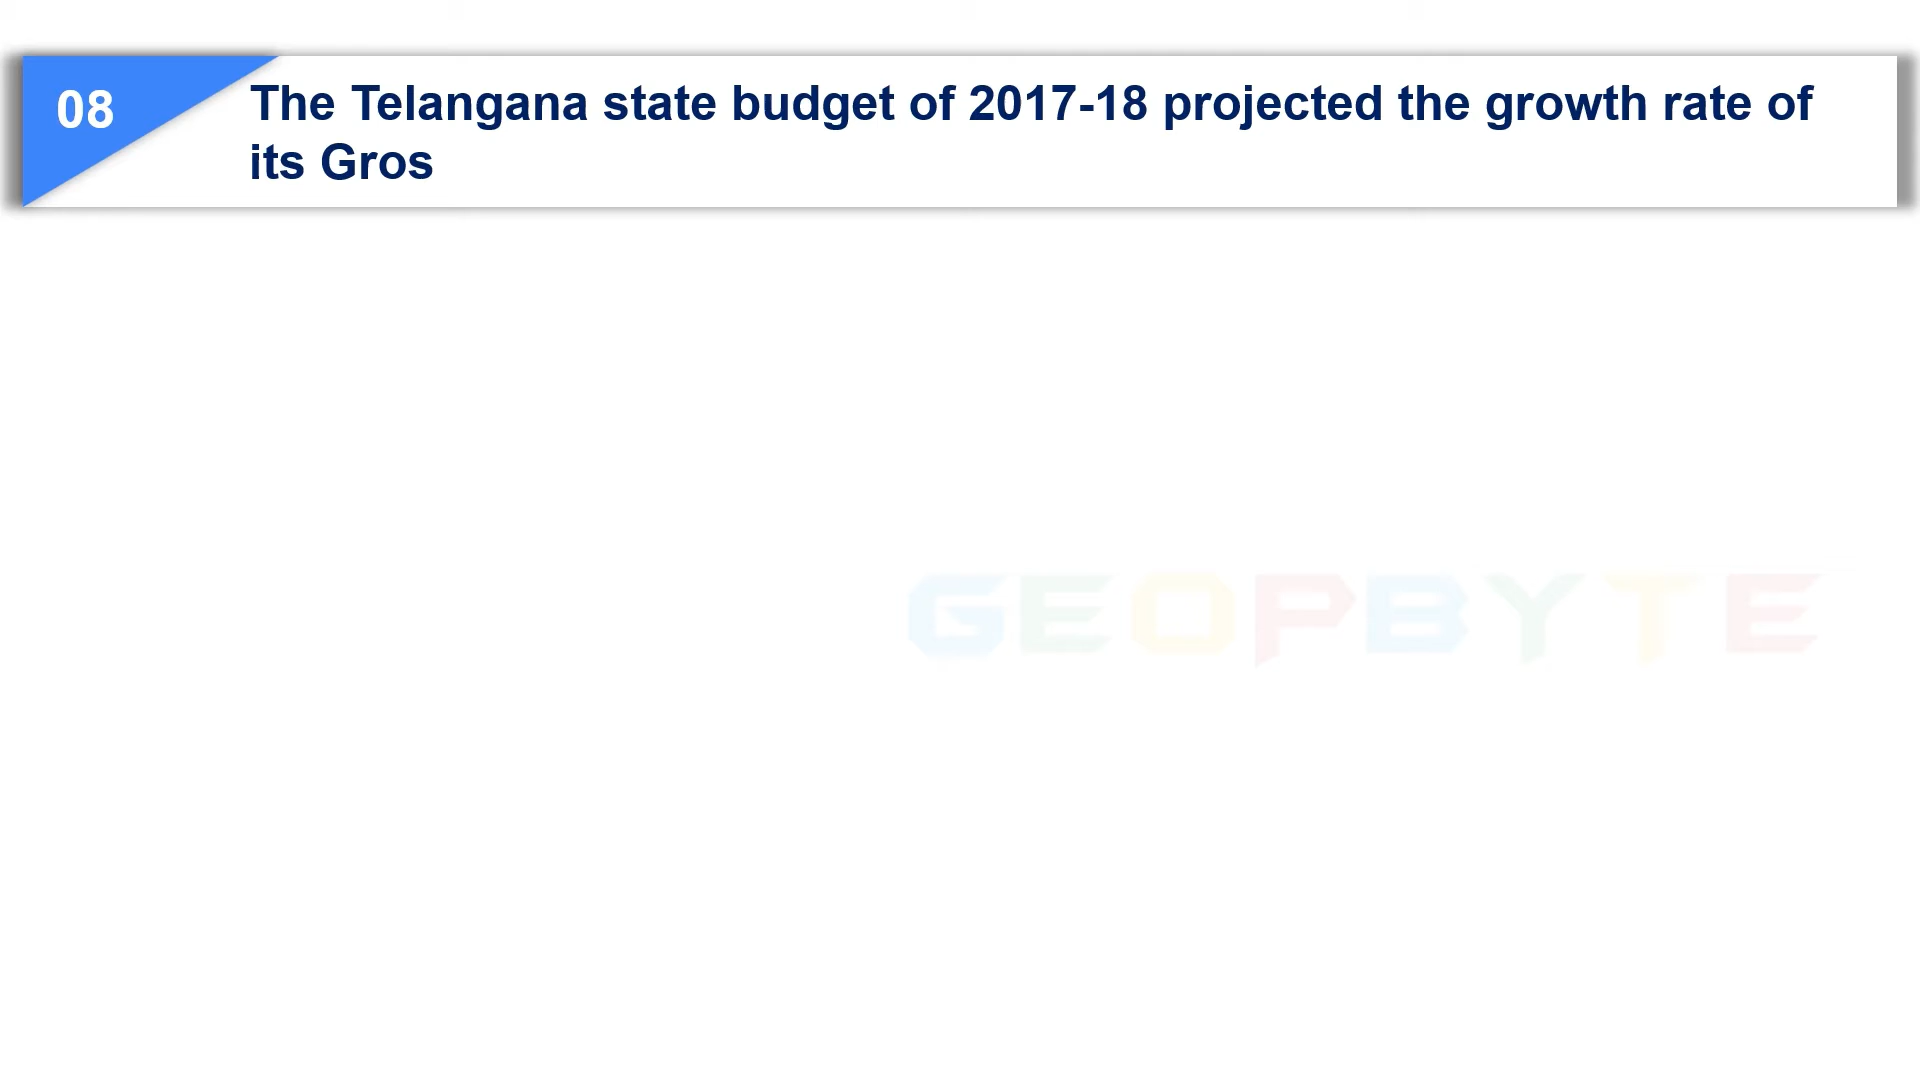 08
The Telangana state budget of 2017-18 projected the growth rate of
its Gros
GEOPBYTE